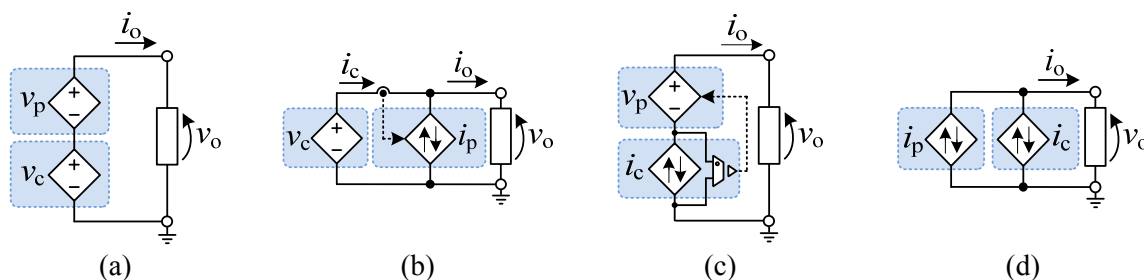 i_o
v_p
+
−
v_c
+
−
v_o
(a)
i_c
i_o
v_c
+
−
i_p
v_o
(b)
i_o
v_p
+
−
i_c
v_o
(c)
i_o
i_p
i_c
v_o
(d)